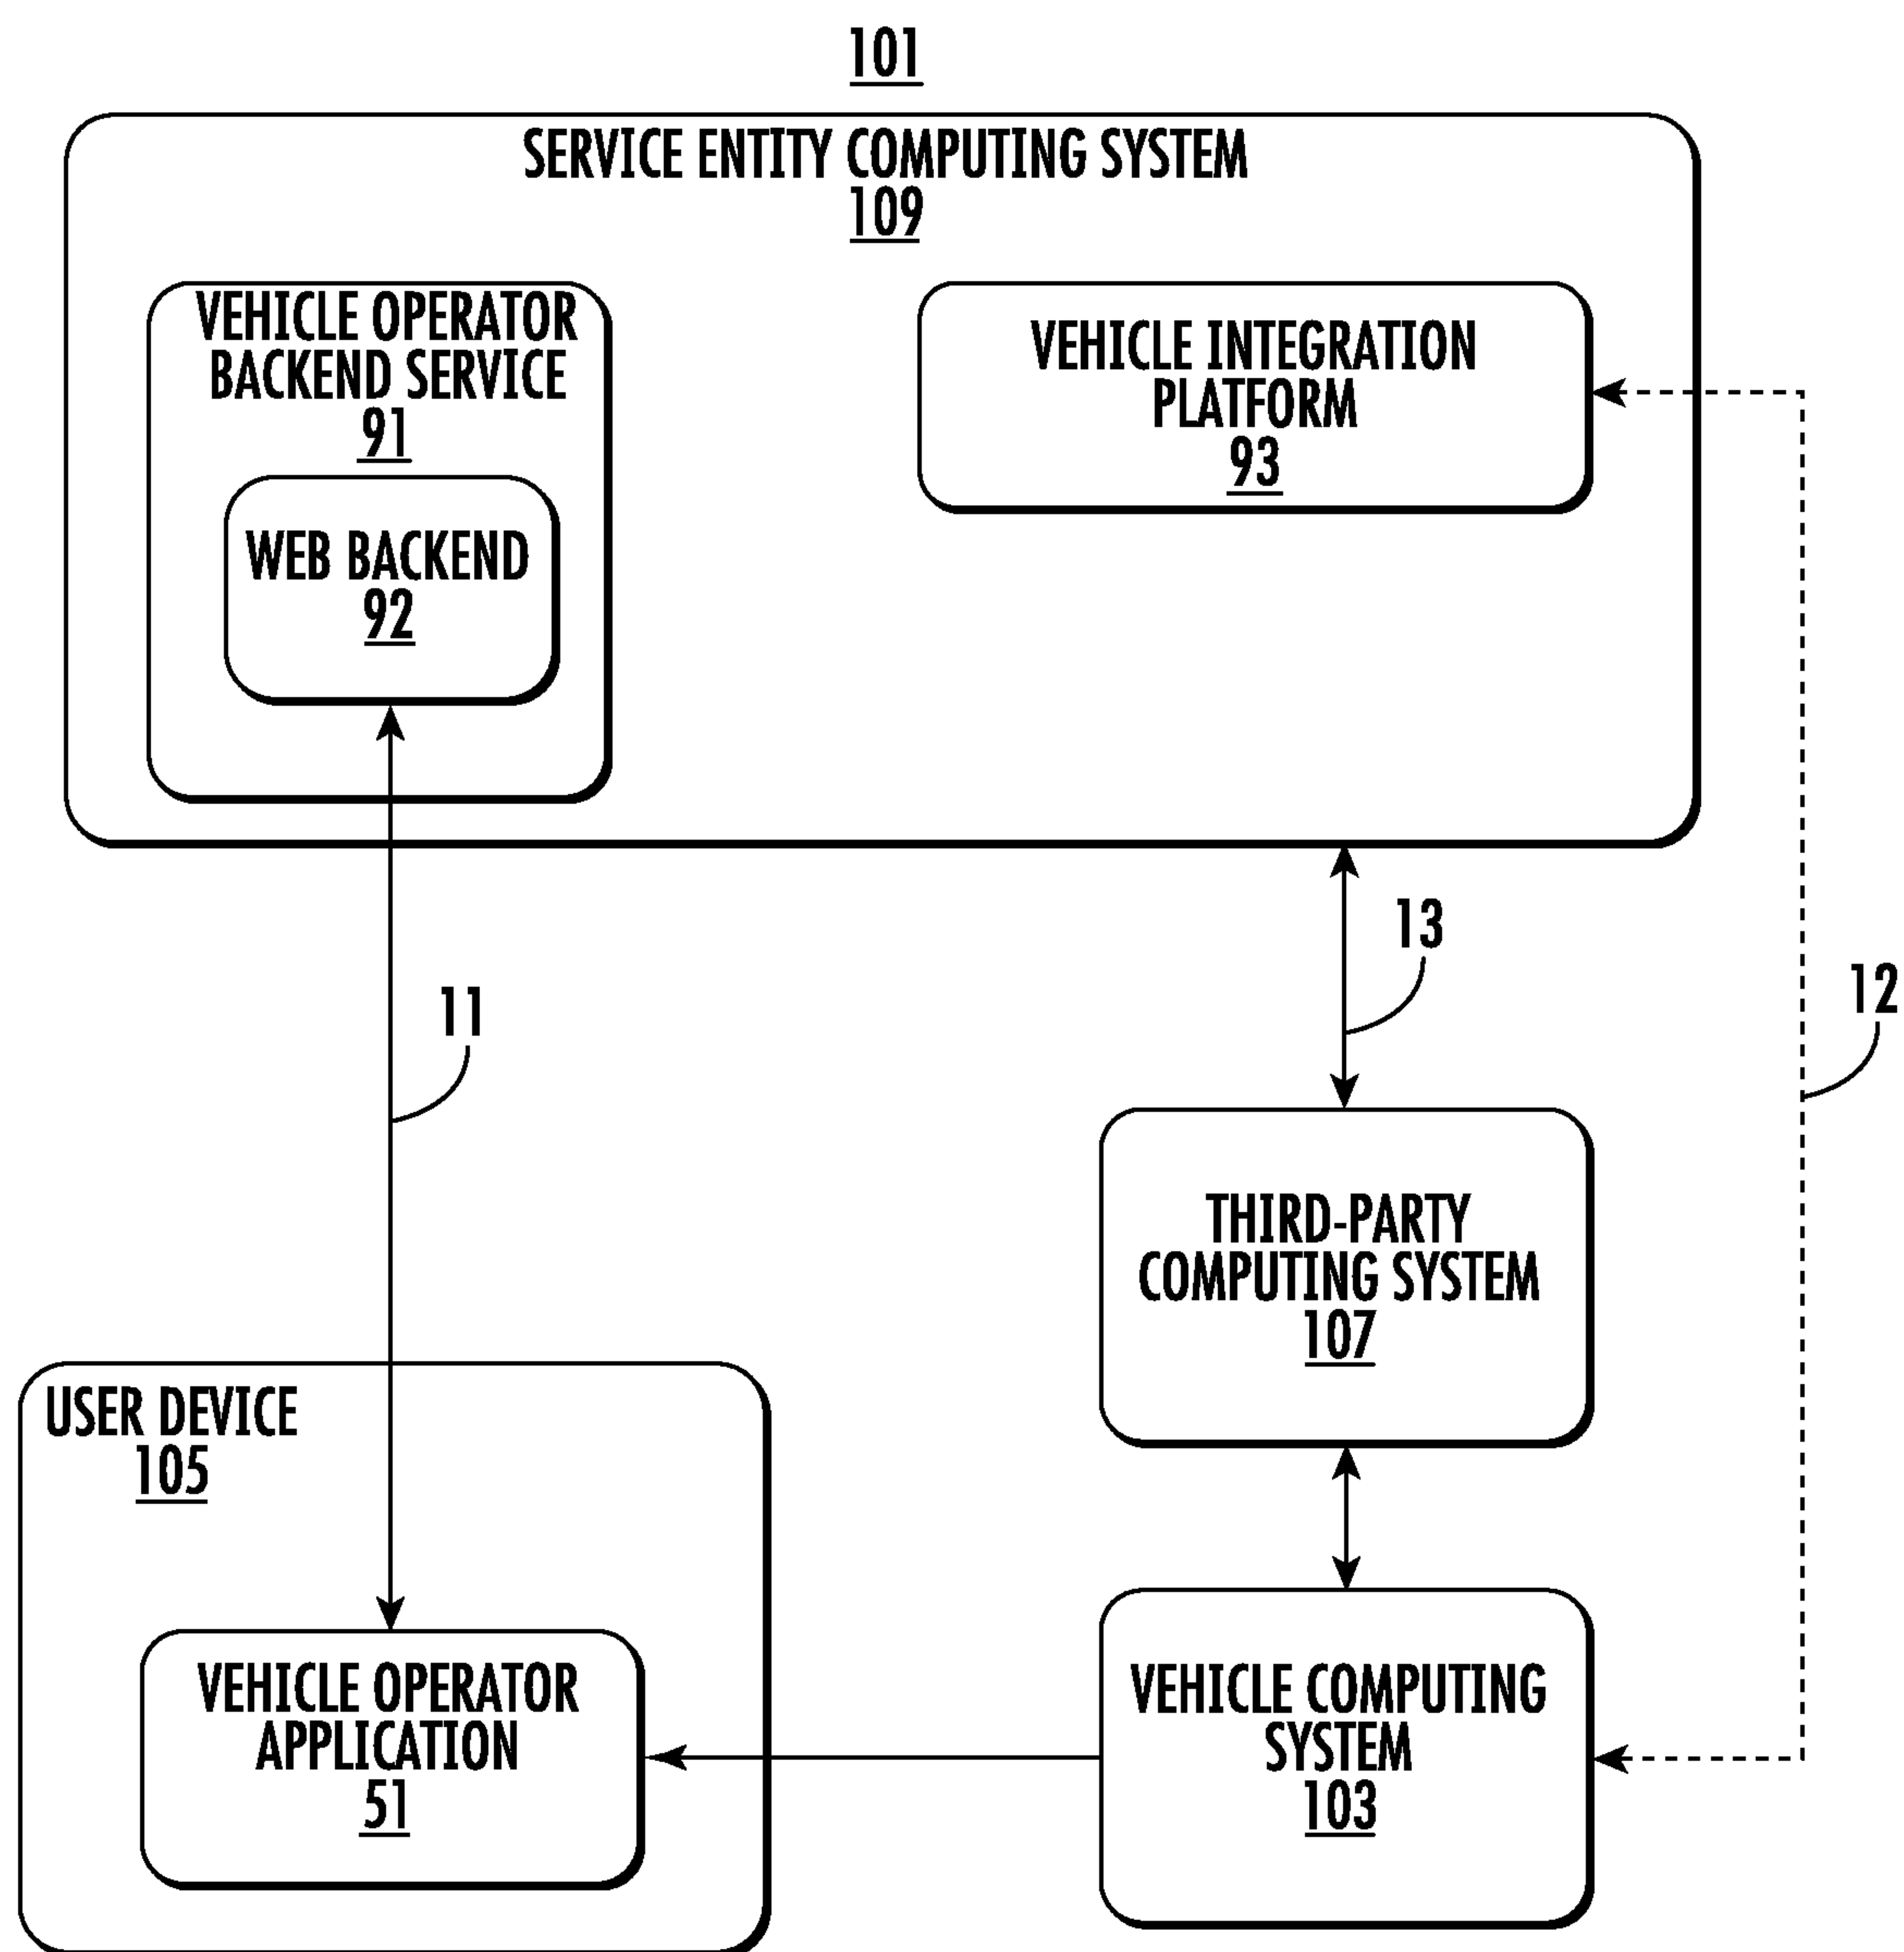 101
SERVICE ENTITY COMPUTING SYSTEM
109
VEHICLE OPERATOR
BACKEND SERVICE
91
WEB BACKEND
92
VEHICLE INTEGRATION
PLATFORM
93
11
13
12
THIRD-PARTY
COMPUTING SYSTEM
107
USER DEVICE
105
VEHICLE OPERATOR
APPLICATION
51
VEHICLE COMPUTING
SYSTEM
103